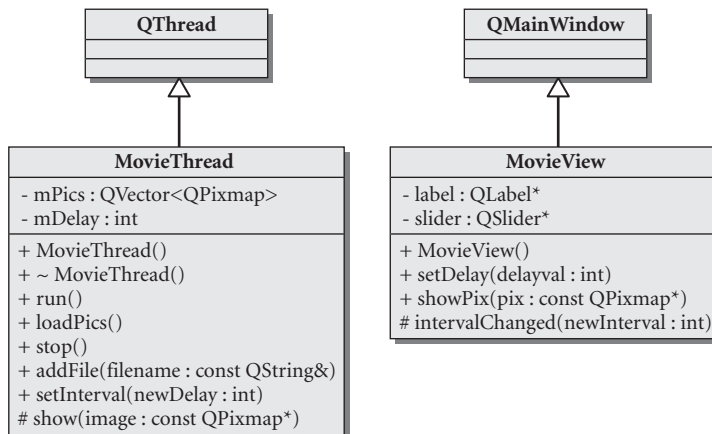 QThread
MovieThread
- mPics : QVector<QPixmap>
- mDelay : int
+ MovieThread()
+ ~ MovieThread()
+ run()
+ loadPics()
+ stop()
+ addFile(filename : const QString&)
+ setInterval(newDelay : int)
# show(image : const QPixmap*)
QMainWindow
MovieView
- label : QLabel*
- slider : QSlider*
+ MovieView()
+ setDelay(delayval : int)
+ showPix(pix : const QPixmap*)
# intervalChanged(newInterval : int)